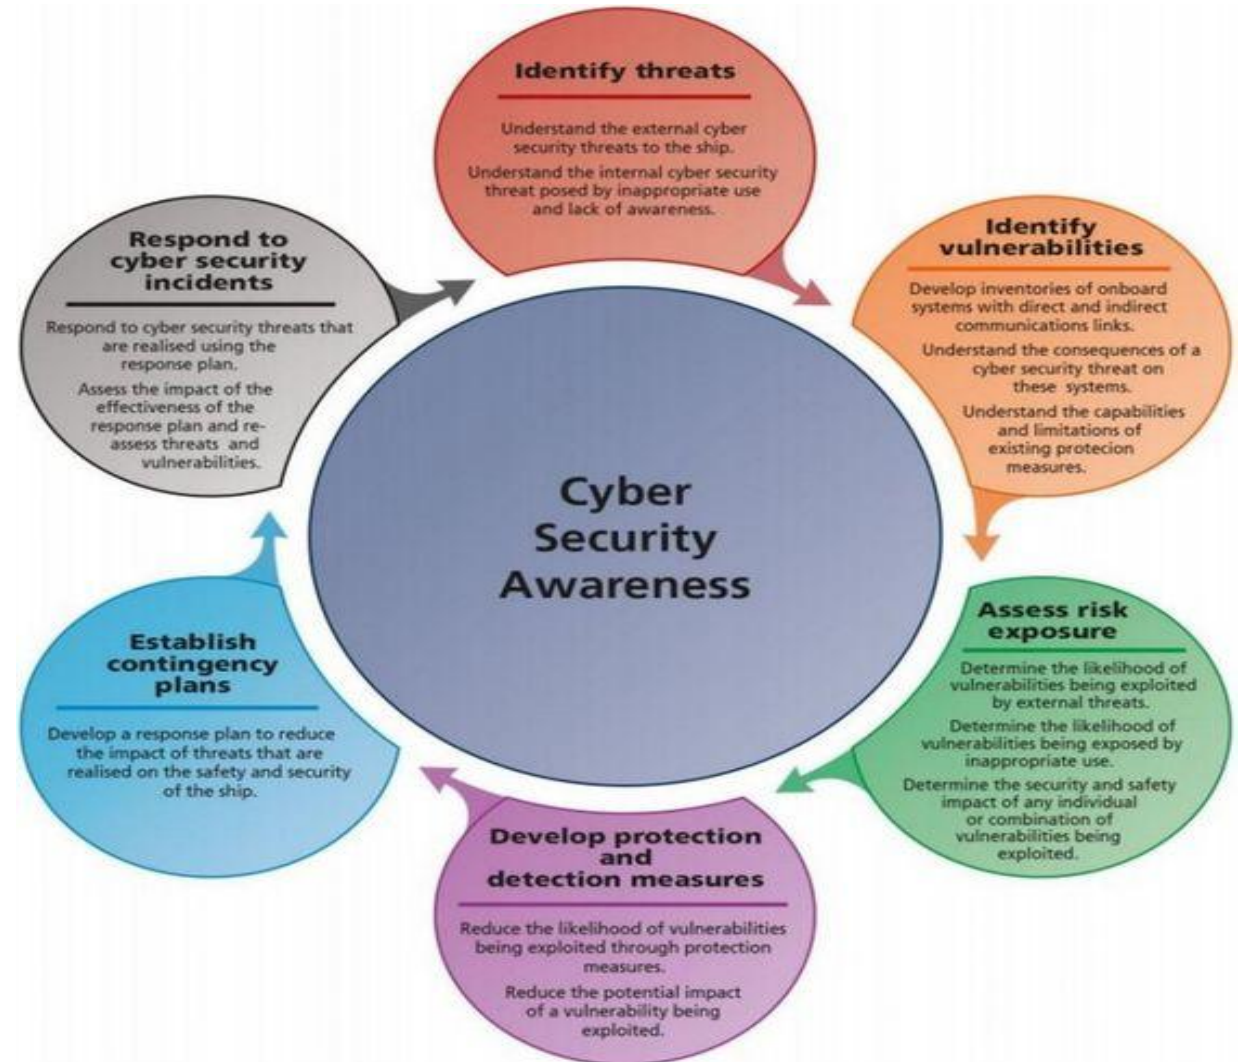 Identify threats
Understand the external cyber
security threats to the ship.
Understand the internal cyber security
threat posed by inappropriate use
and lack of awareness.
Identify
vulnerabilities
Develop inventories of onboard
systems with direct and indirect
communications links.
Understand the consequences of a
cyber security threat on
these systems.
Understand the capabilities
and limitations of
existing protecion
measures.
Assess risk
exposure
Determine the likelihood of
vulnerabilities being exploited
by external threats.
Determine the likelihood of
vulnerabilities being exposed by
inappropriate use.
Determine the security and safety
impact of any individual
or combination of
vulnerabilities being
exploited.
Develop protection
and
detection measures
Reduce the likelihood of vulnerabilities
being exploited through protection
measures.
Reduce the potential impact
of a vulnerability being
exploited.
Establish
contingency
plans
Develop a response plan to reduce
the impact of threats that are
realised on the safety and security
of the ship.
Respond to
cyber security
incidents
Respond to cyber security threats that
are realised using the
response plan.
Assess the impact of the
effectiveness of the
response plan and re-
assess threats and
vulnerabilities.
Cyber
Security
Awareness